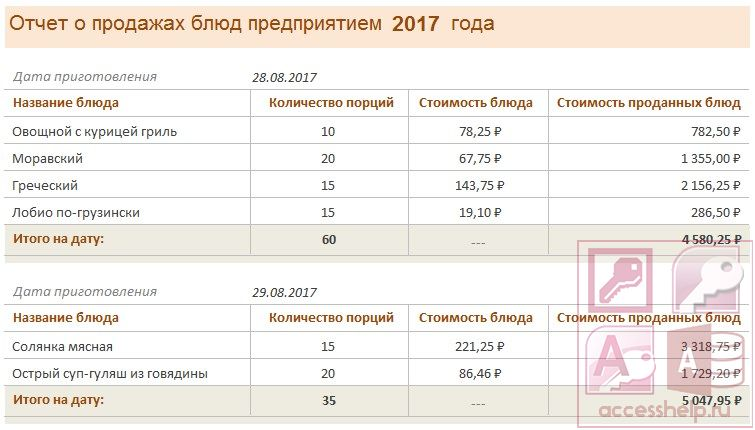 Отчет о продажах блюд предприятием 2017 года
Дата приготовления 28.08.2017
Название блюда Количество порций Стоимость блюда Стоимость проданных блюд
Овощной с курицей гриль 10 78,25 ₽ 782,50 ₽
Моравский 20 67,75 ₽ 1 355,00 ₽
Греческий 15 143,75 ₽ 2 156,25 ₽
Лобио по-грузински 15 19,10 ₽ 286,50 ₽
Итого на дату: 60 --- 4 580,25 ₽
Дата приготовления 29.08.2017
Название блюда Количество порций Стоимость блюда Стоимость проданных блюд
Солянка мясная 15 221,25 ₽ 3 318,75 ₽
Острый суп-гуляш из говядины 20 86,46 ₽ 1 729,20 ₽
Итого на дату: 35 --- 5 047,95 ₽
accesshelp.ru